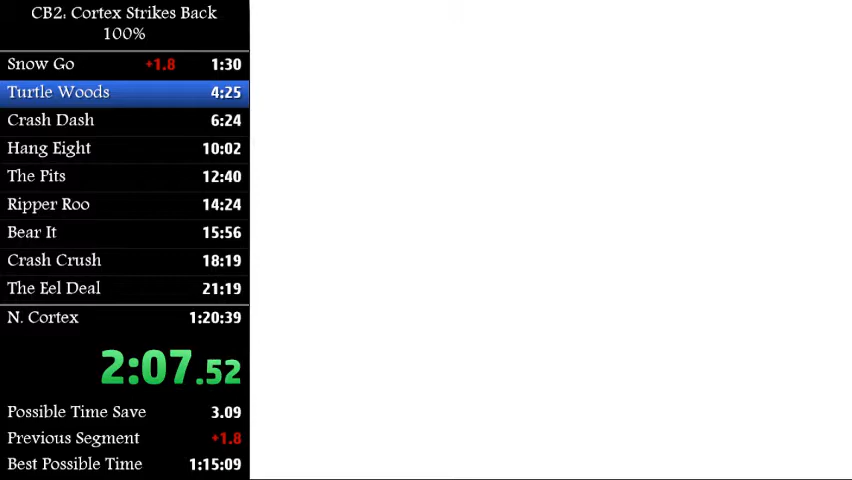 CB2: Cortex Strikes Back
100%
Snow Go +1.8 1:30
Turtle Woods 4:25
Crash Dash 6:24
Hang Eight 10:02
The Pits 12:40
Ripper Roo 14:24
Bear It 15:56
Crash Crush 18:19
The Eel Deal 21:19
N. Cortex 1:20:39
2:07.52
Possible Time Save 3.09
Previous Segment +1.8
Best Possible Time 1:15:09